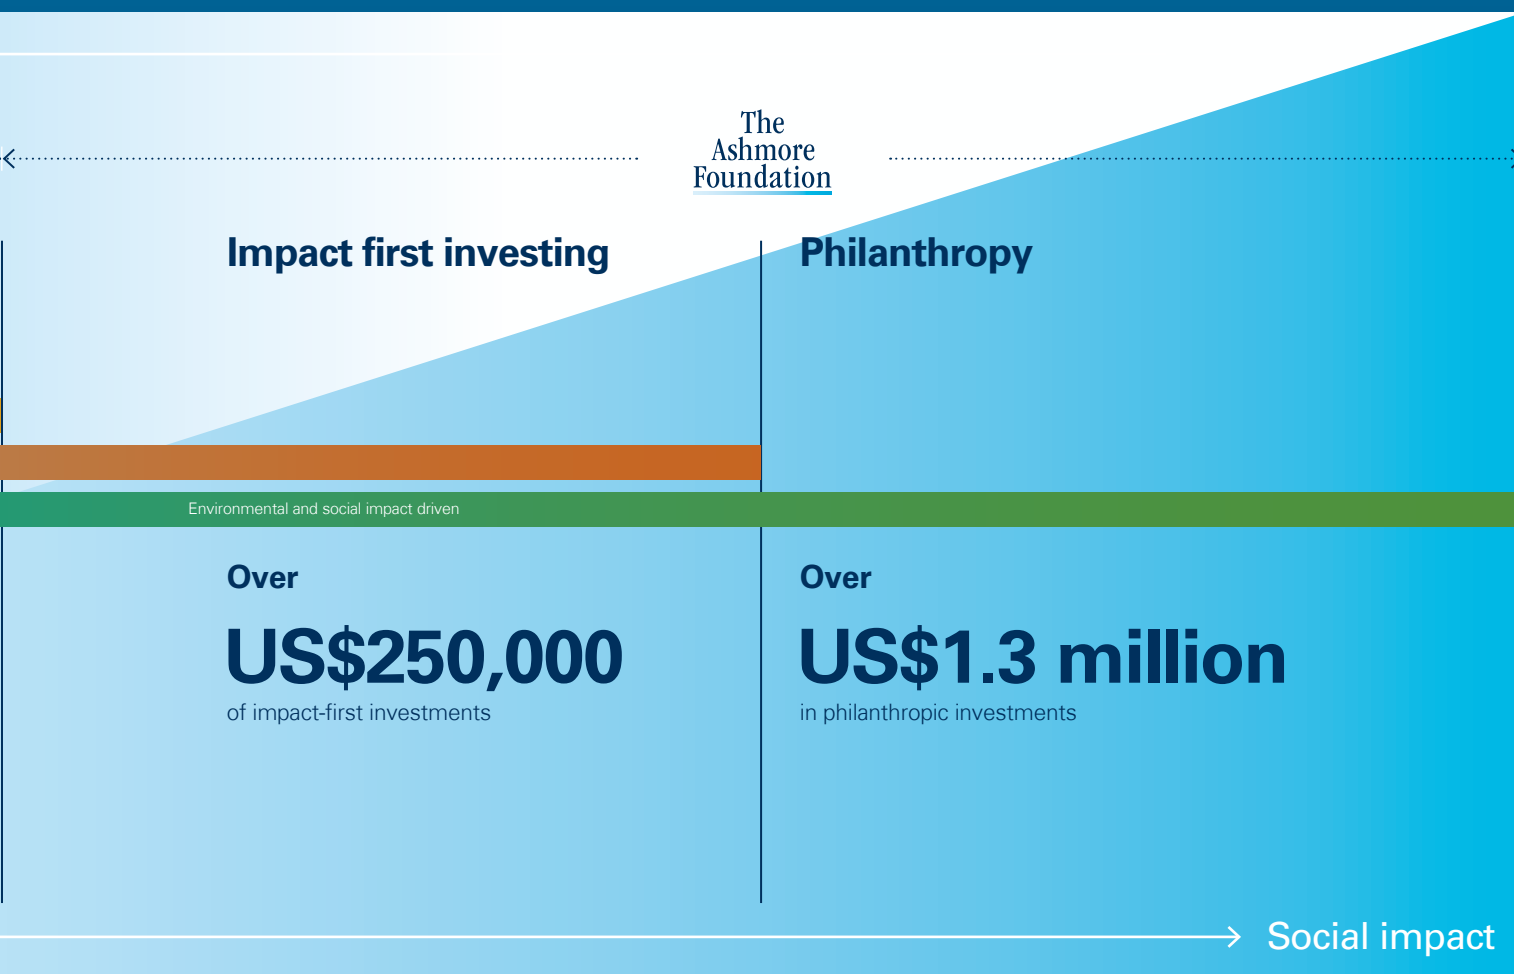 The
Ashmore
Foundation
Impact first investing
Philanthropy
Environmental and social impact driven
Over
US$250,000
of impact-first investments
Over
US$1.3 million
in philanthropic investments
Social impact